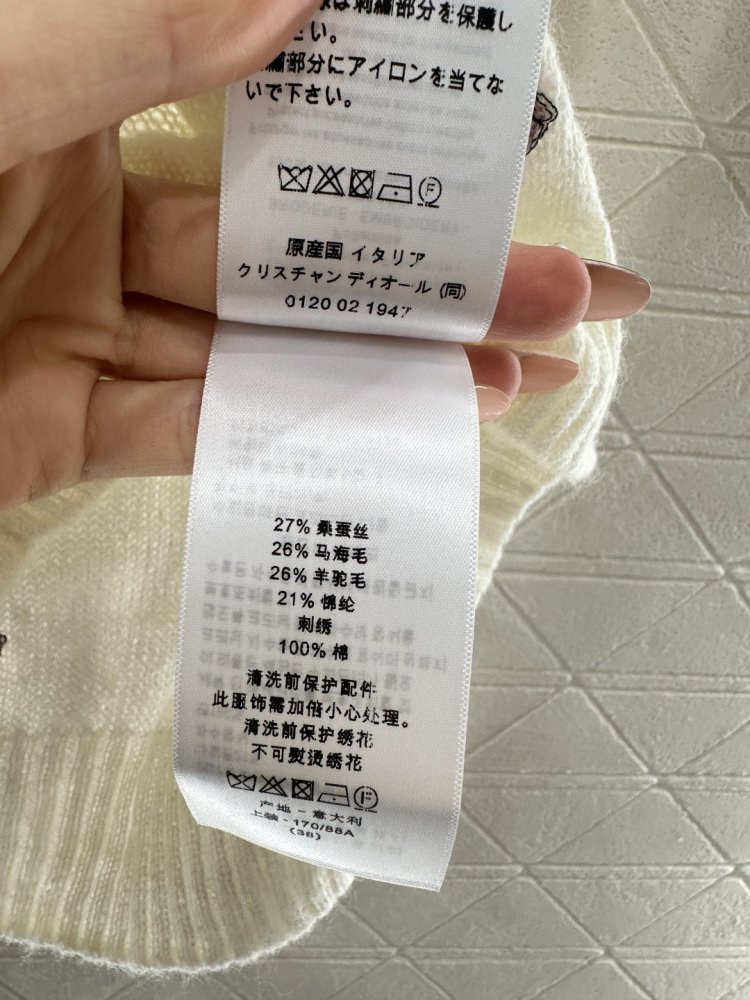 は刺繍部分を保護し
い。
繍部分にアイロンを当てな
いで下さい。
原産国 イタリア
クリスチャン ディオール (同)
0120 02 1947
27% 桑蚕丝
26% 马海毛
26% 羊驼毛
21% 锦纶
刺绣
100% 棉
清洗前保护配件
此服饰需加倍小心处理。
清洗前保护绣花
不可熨烫绣花
产地 - 意大利
上装 - 170/88A
(38)